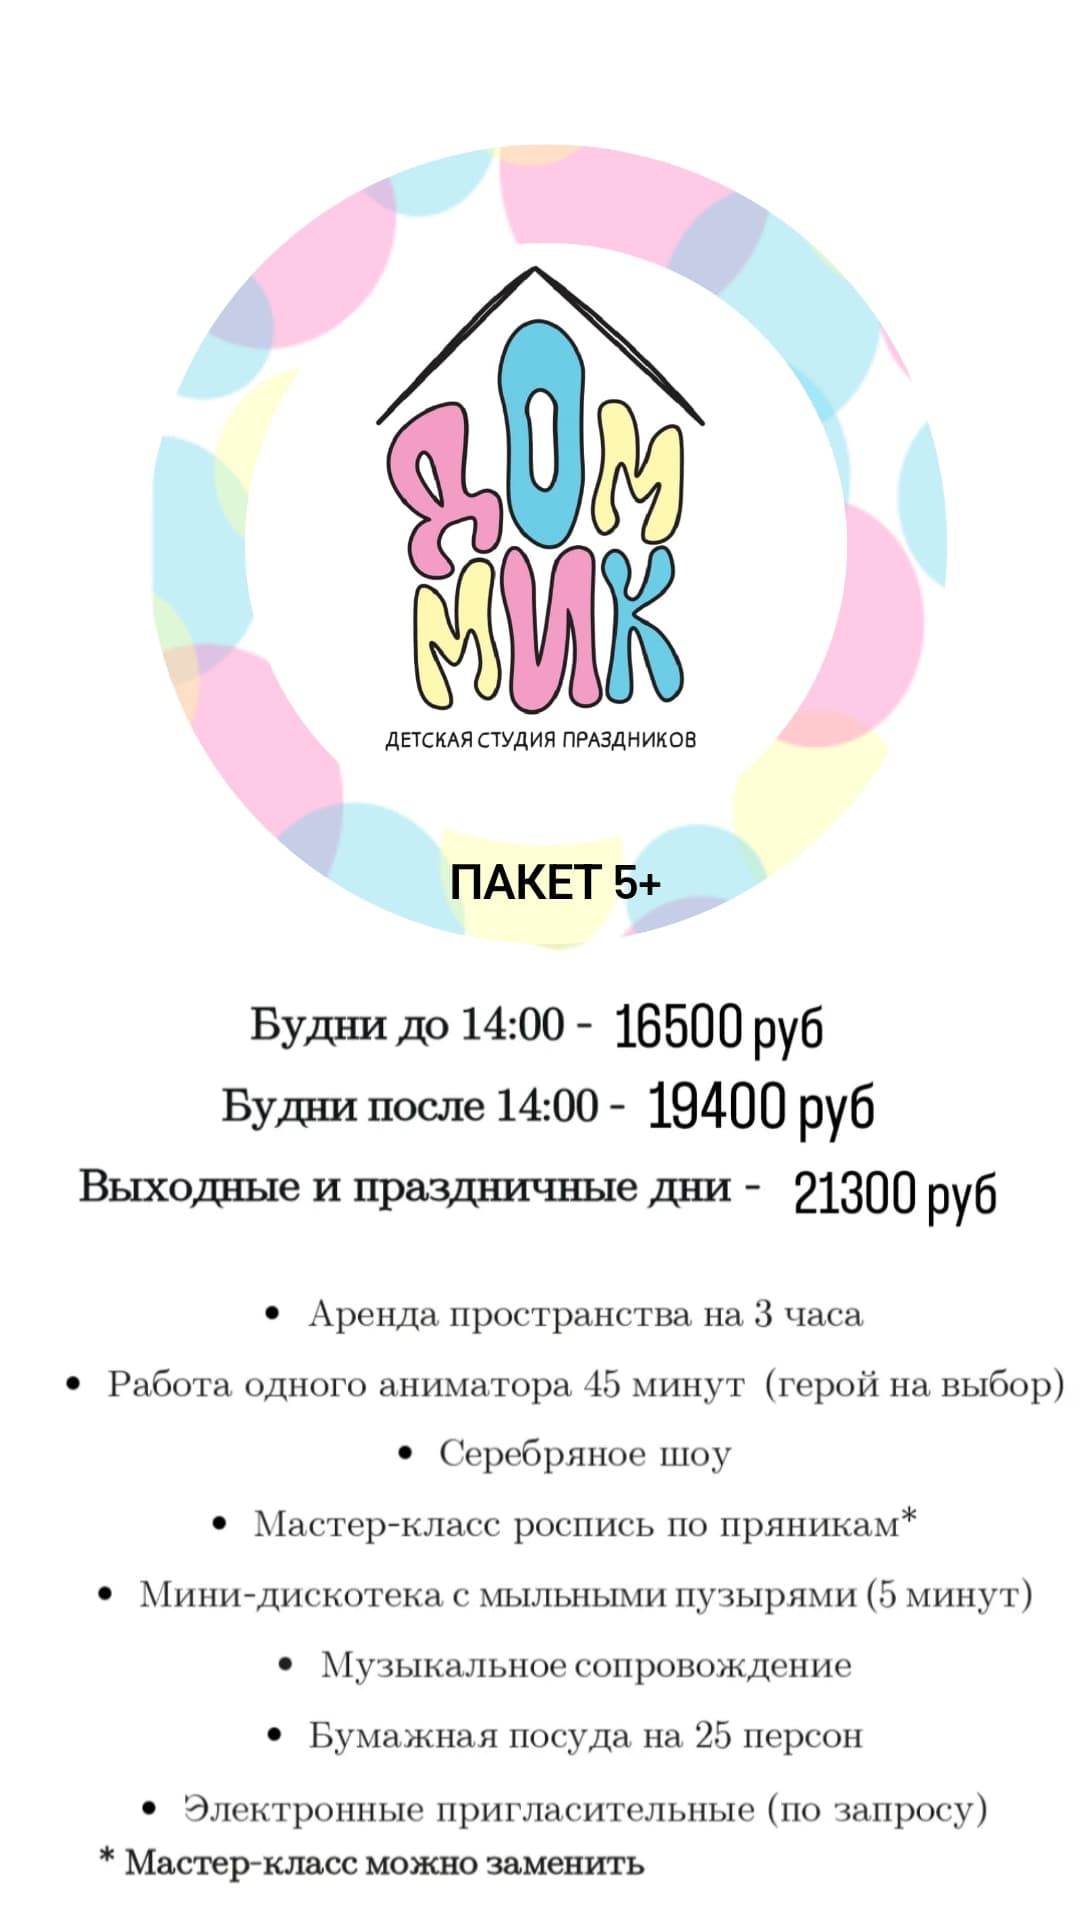 ДОМ
МИК
ДЕТСКАЯ СТУДИЯ ПРАЗДНИКОВ
ПАКЕТ 5+
Будни до 14:00 - 16500 руб
Будни после 14:00 - 19400 руб
Выходные и праздничные дни - 21300 руб
• Аренда пространства на 3 часа
• Работа одного аниматора 45 минут (герой на выбор)
• Серебряное шоу
• Мастер-класс роспись по пряникам*
• Мини-дискотека с мыльными пузырями (5 минут)
• Музыкальное сопровождение
• Бумажная посуда на 25 персон
• Электронные пригласительные (по запросу)
* Мастер-класс можно заменить